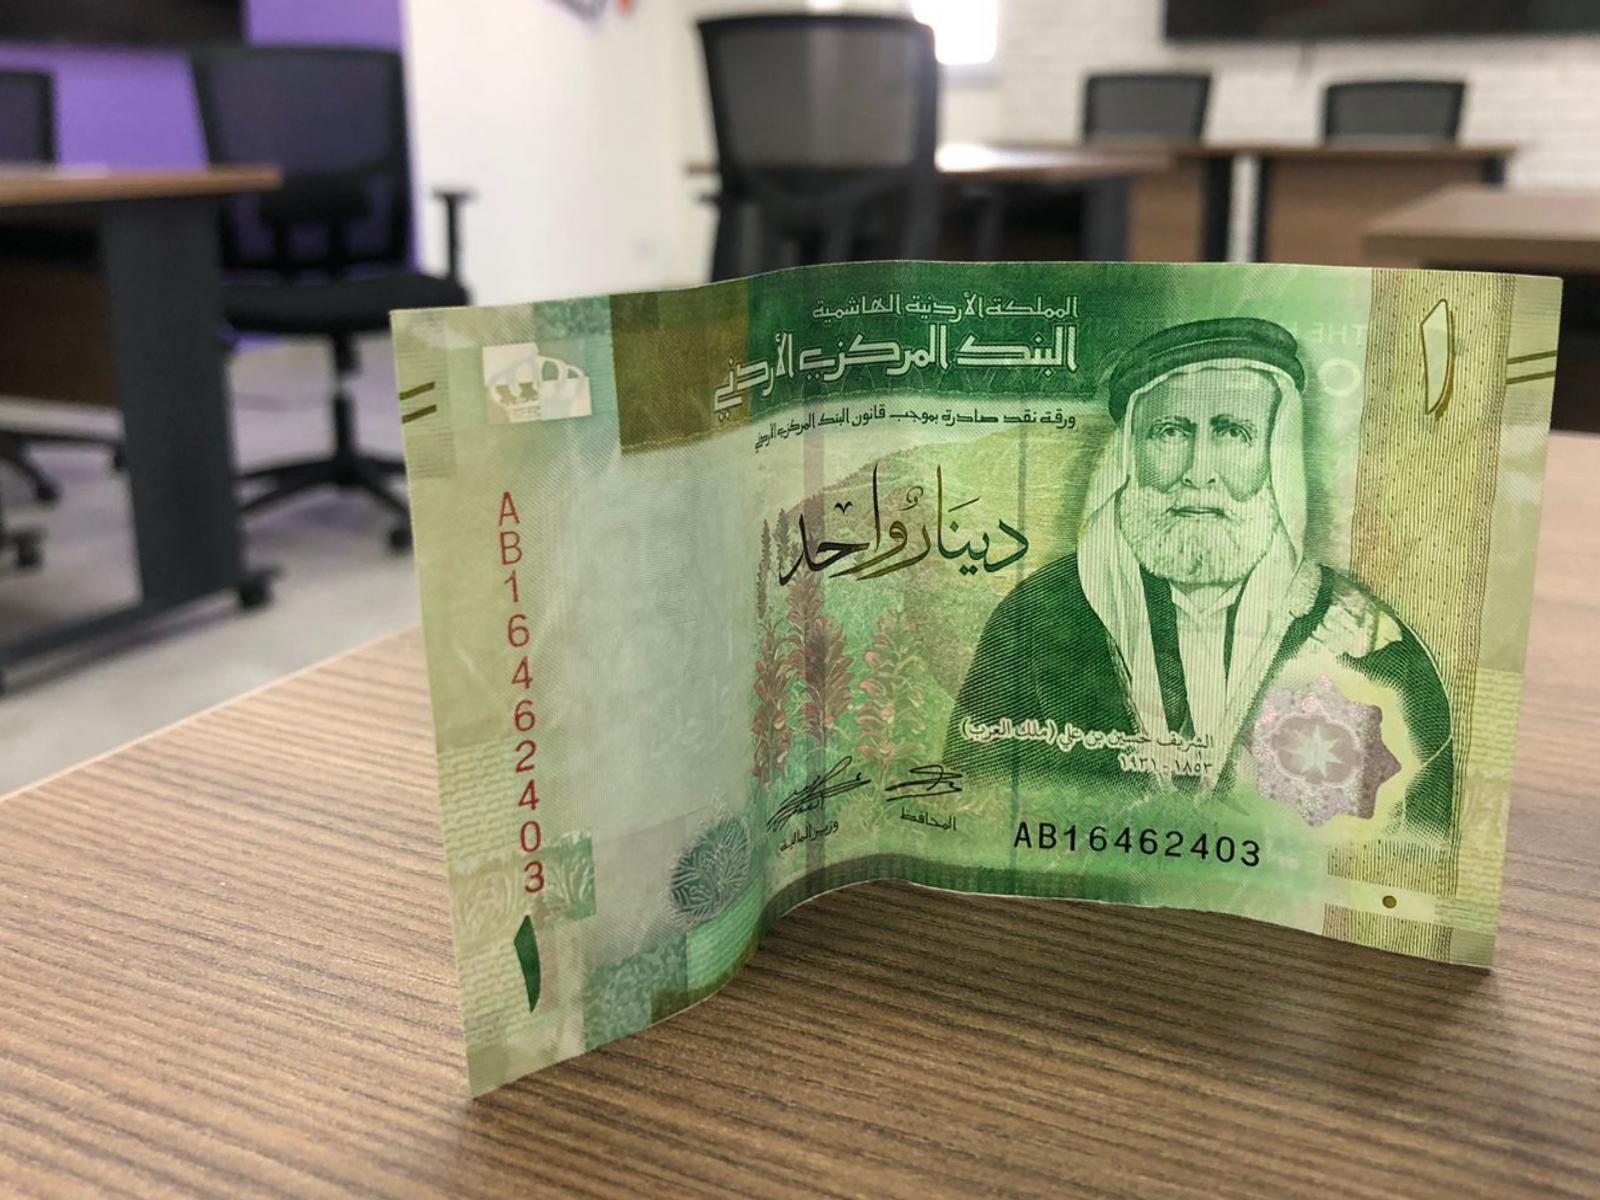 المملكة الأردنية الهاشمية
البنك المركزي الأردني
ورقة نقد صادرة بموجب قانون البنك المركزي الأردني
١
دينارٌ واحد
AB16462403
الشريف حسين بن علي (ملك العرب)
١٨٥٣ - ١٩٣١
المحافظ
وزير المالية
AB16462403
١